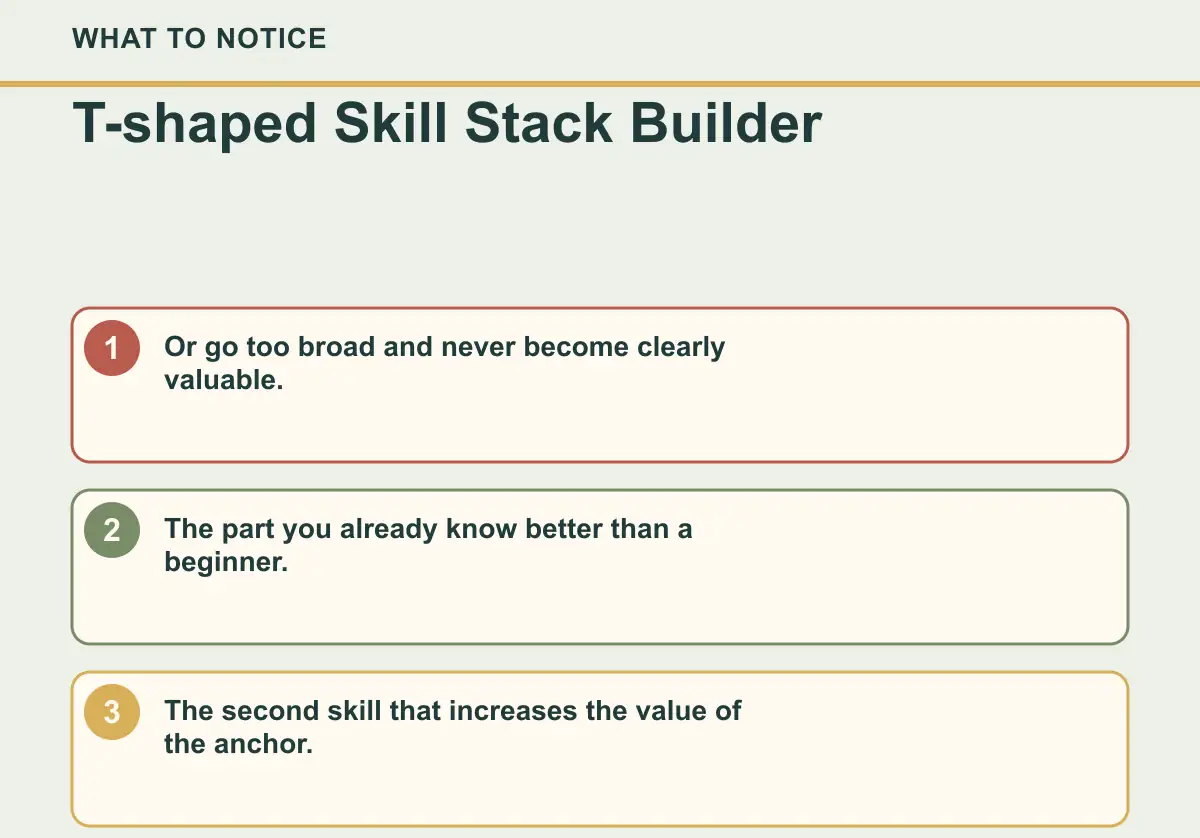 WHAT TO NOTICE
T-shaped Skill Stack Builder
1
Or go too broad and never become clearly
valuable.
2
The part you already know better than a
beginner.
3
The second skill that increases the value of
the anchor.